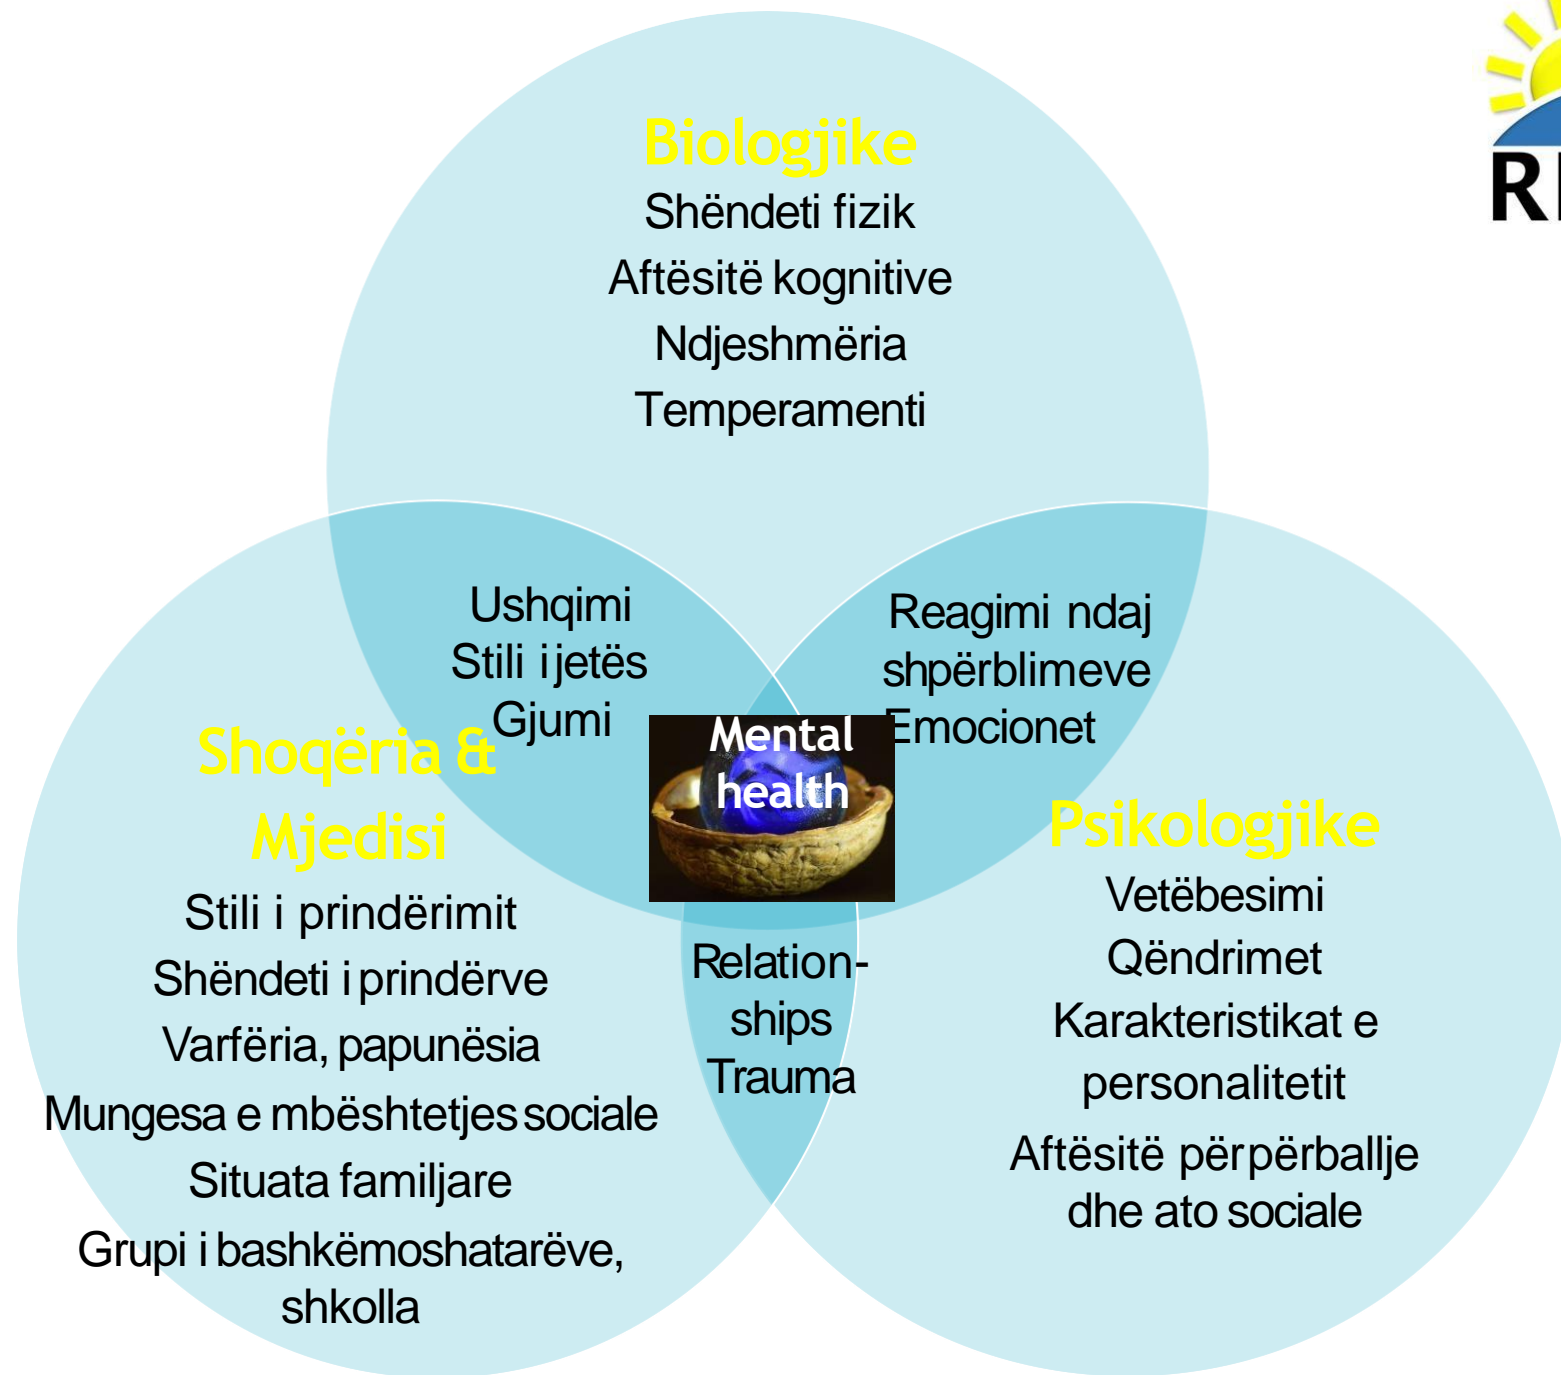 Biologjike
Shëndeti fizik
Aftësitë kognitive
Ndjeshmëria
Temperamenti
Ushqimi
Stili i jetës
Gjumi
Reagimi ndaj
shpërblimeve
Emocionet
Mental
health
Shoqëria &
Mjedisi
Stili i prindërimit
Shëndeti i prindërve
Varfëria, papunësia
Mungesa e mbështetjes sociale
Situata familjare
Grupi i bashkëmoshatarëve,
shkolla
Relation-
ships
Trauma
Psikologjike
Vetëbesimi
Qëndrimet
Karakteristikat e
personalitetit
Aftësitë përpërballje
dhe ato sociale